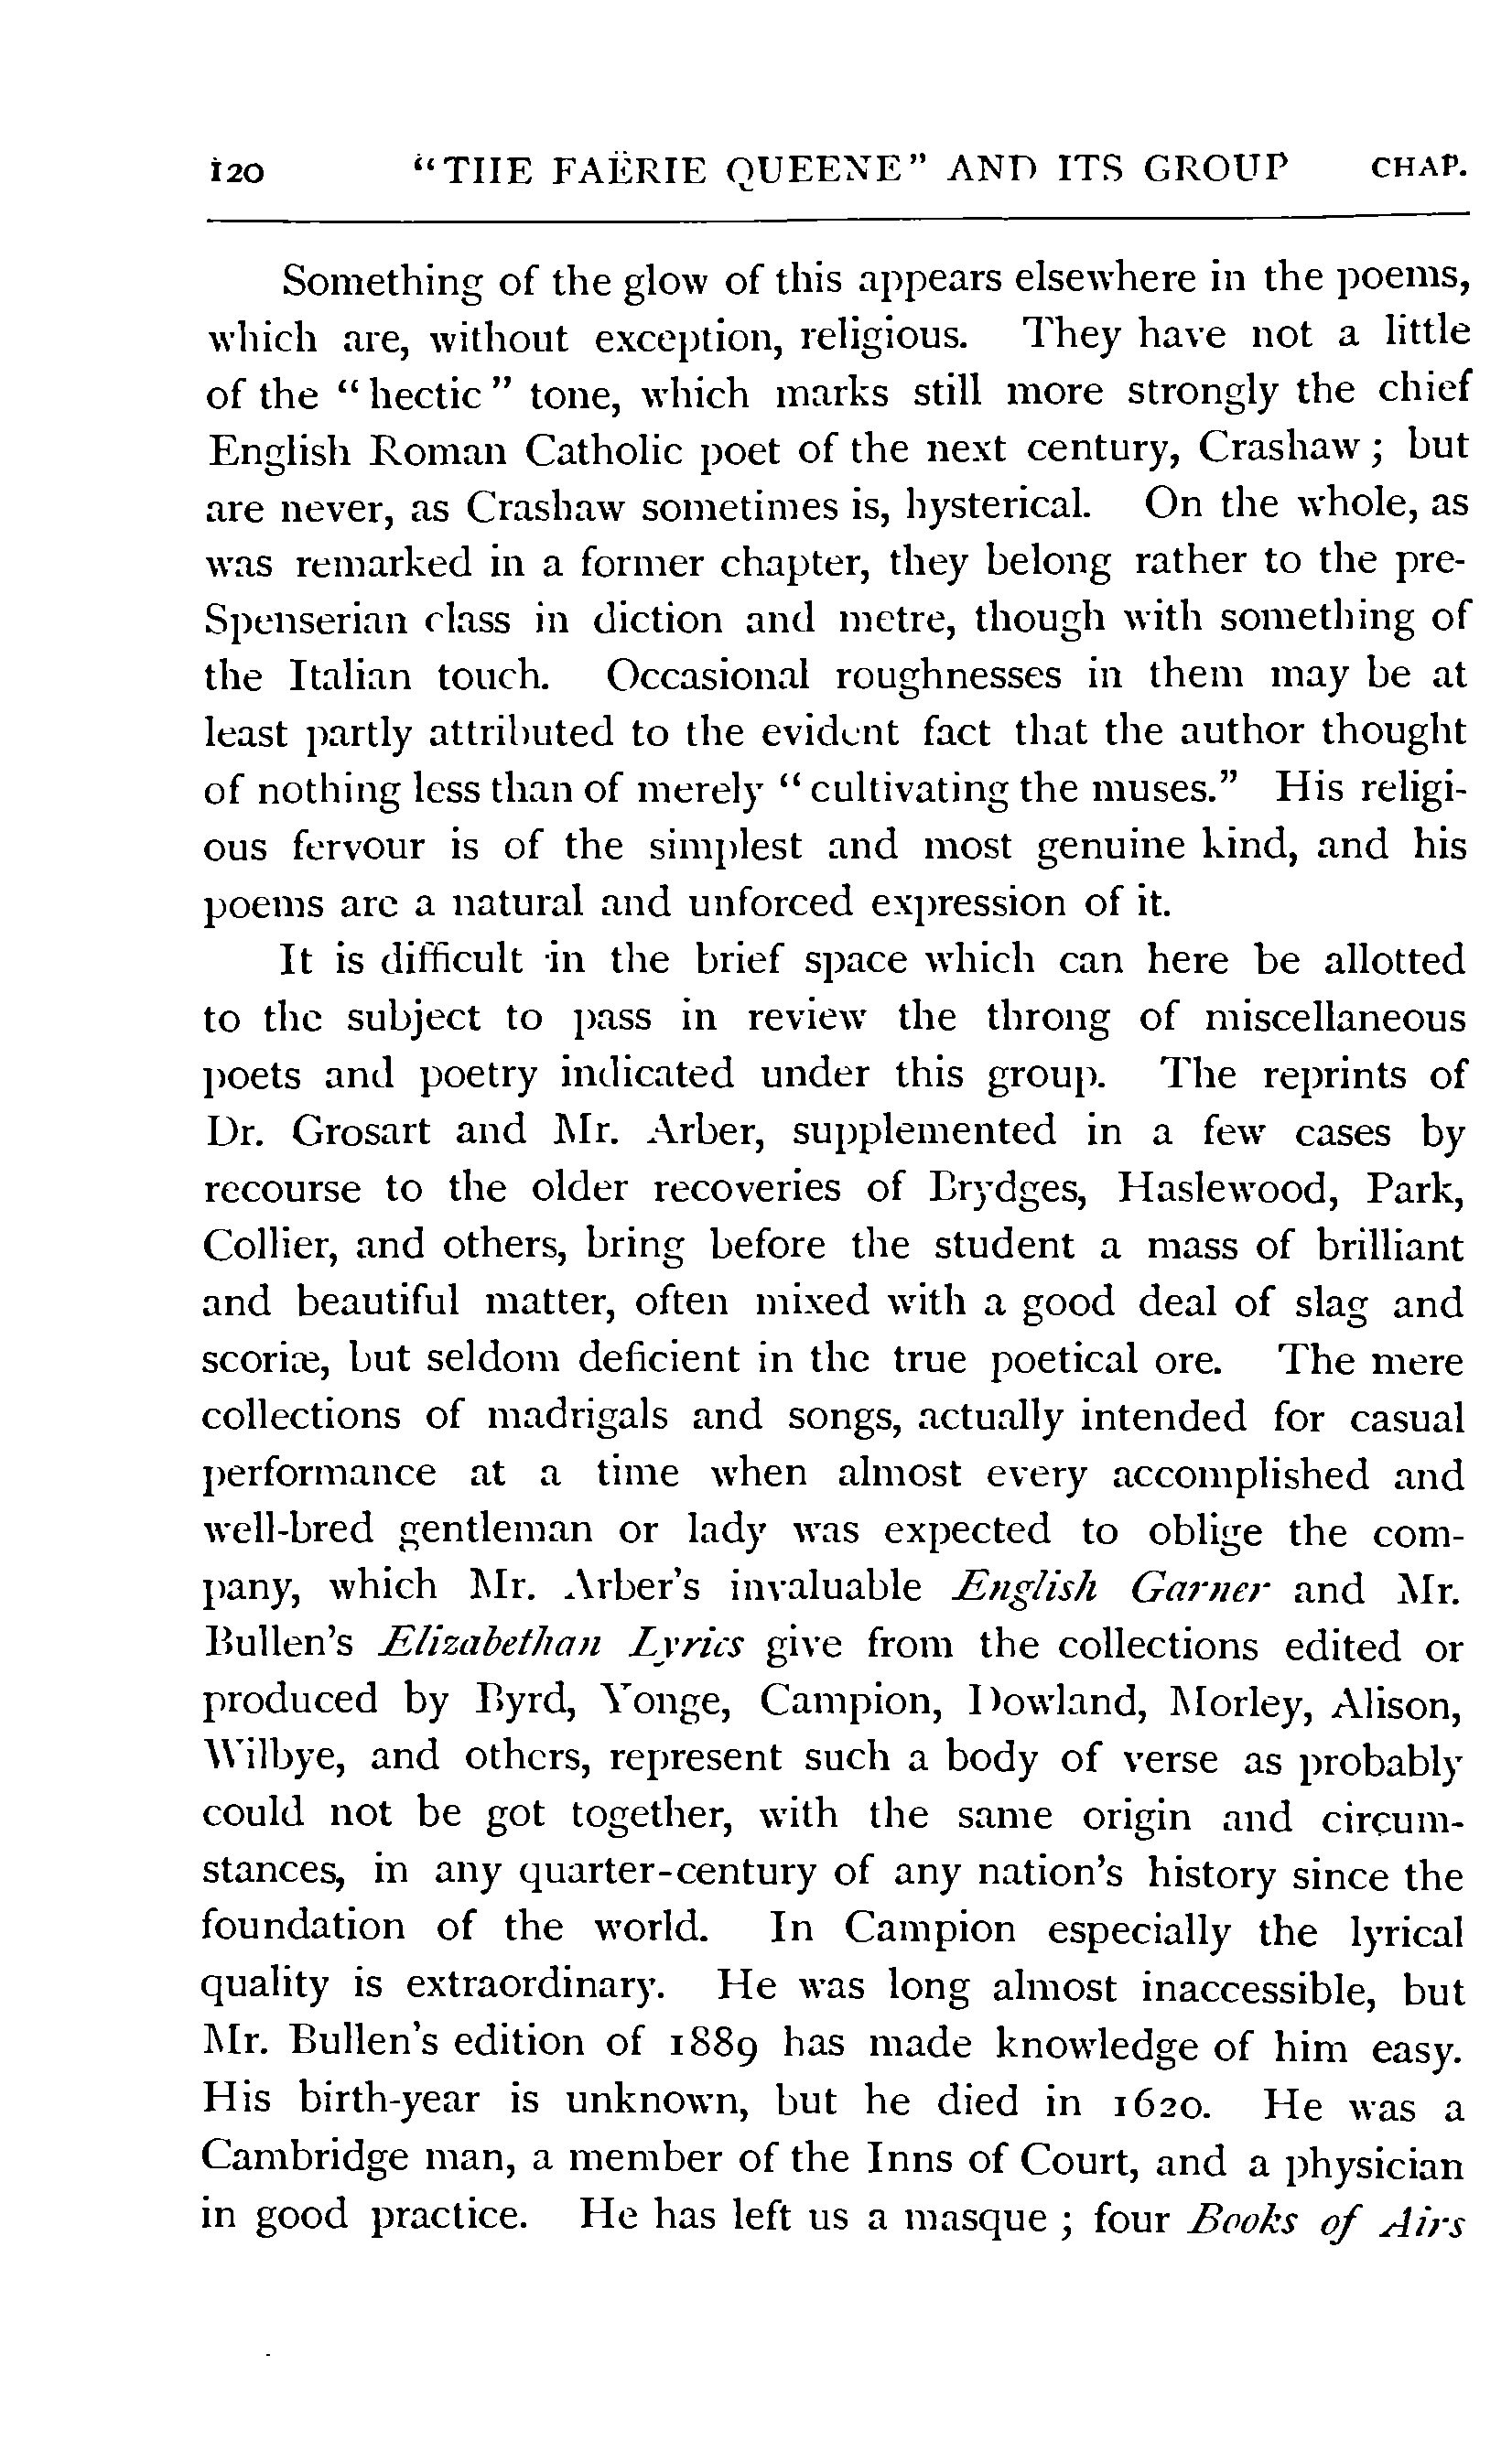 120 “THE FAËRIE QUEENE” AND ITS GROUP CHAP.
Something of the glow of this appears elsewhere in the poems,
which are, without exception, religious. They have not a little
of the “hectic” tone, which marks still more strongly the chief
English Roman Catholic poet of the next century, Crashaw; but
are never, as Crashaw sometimes is, hysterical. On the whole, as
was remarked in a former chapter, they belong rather to the pre-
Spenserian class in diction and metre, though with something of
the Italian touch. Occasional roughnesses in them may be at
least partly attributed to the evident fact that the author thought
of nothing less than of merely “cultivating the muses.” His religi-
ous fervour is of the simplest and most genuine kind, and his
poems are a natural and unforced expression of it.
It is difficult in the brief space which can here be allotted
to the subject to pass in review the throng of miscellaneous
poets and poetry indicated under this group. The reprints of
Dr. Grosart and Mr. Arber, supplemented in a few cases by
recourse to the older recoveries of Brydges, Haslewood, Park,
Collier, and others, bring before the student a mass of brilliant
and beautiful matter, often mixed with a good deal of slag and
scoriæ, but seldom deficient in the true poetical ore. The mere
collections of madrigals and songs, actually intended for casual
performance at a time when almost every accomplished and
well-bred gentleman or lady was expected to oblige the com-
pany, which Mr. Arber’s invaluable English Garner and Mr.
Bullen’s Elizabethan Lyrics give from the collections edited or
produced by Byrd, Yonge, Campion, Dowland, Morley, Alison,
Wilbye, and others, represent such a body of verse as probably
could not be got together, with the same origin and circum-
stances, in any quarter-century of any nation’s history since the
foundation of the world. In Campion especially the lyrical
quality is extraordinary. He was long almost inaccessible, but
Mr. Bullen’s edition of 1889 has made knowledge of him easy.
His birth-year is unknown, but he died in 1620. He was a
Cambridge man, a member of the Inns of Court, and a physician
in good practice. He has left us a masque; four Books of Airs